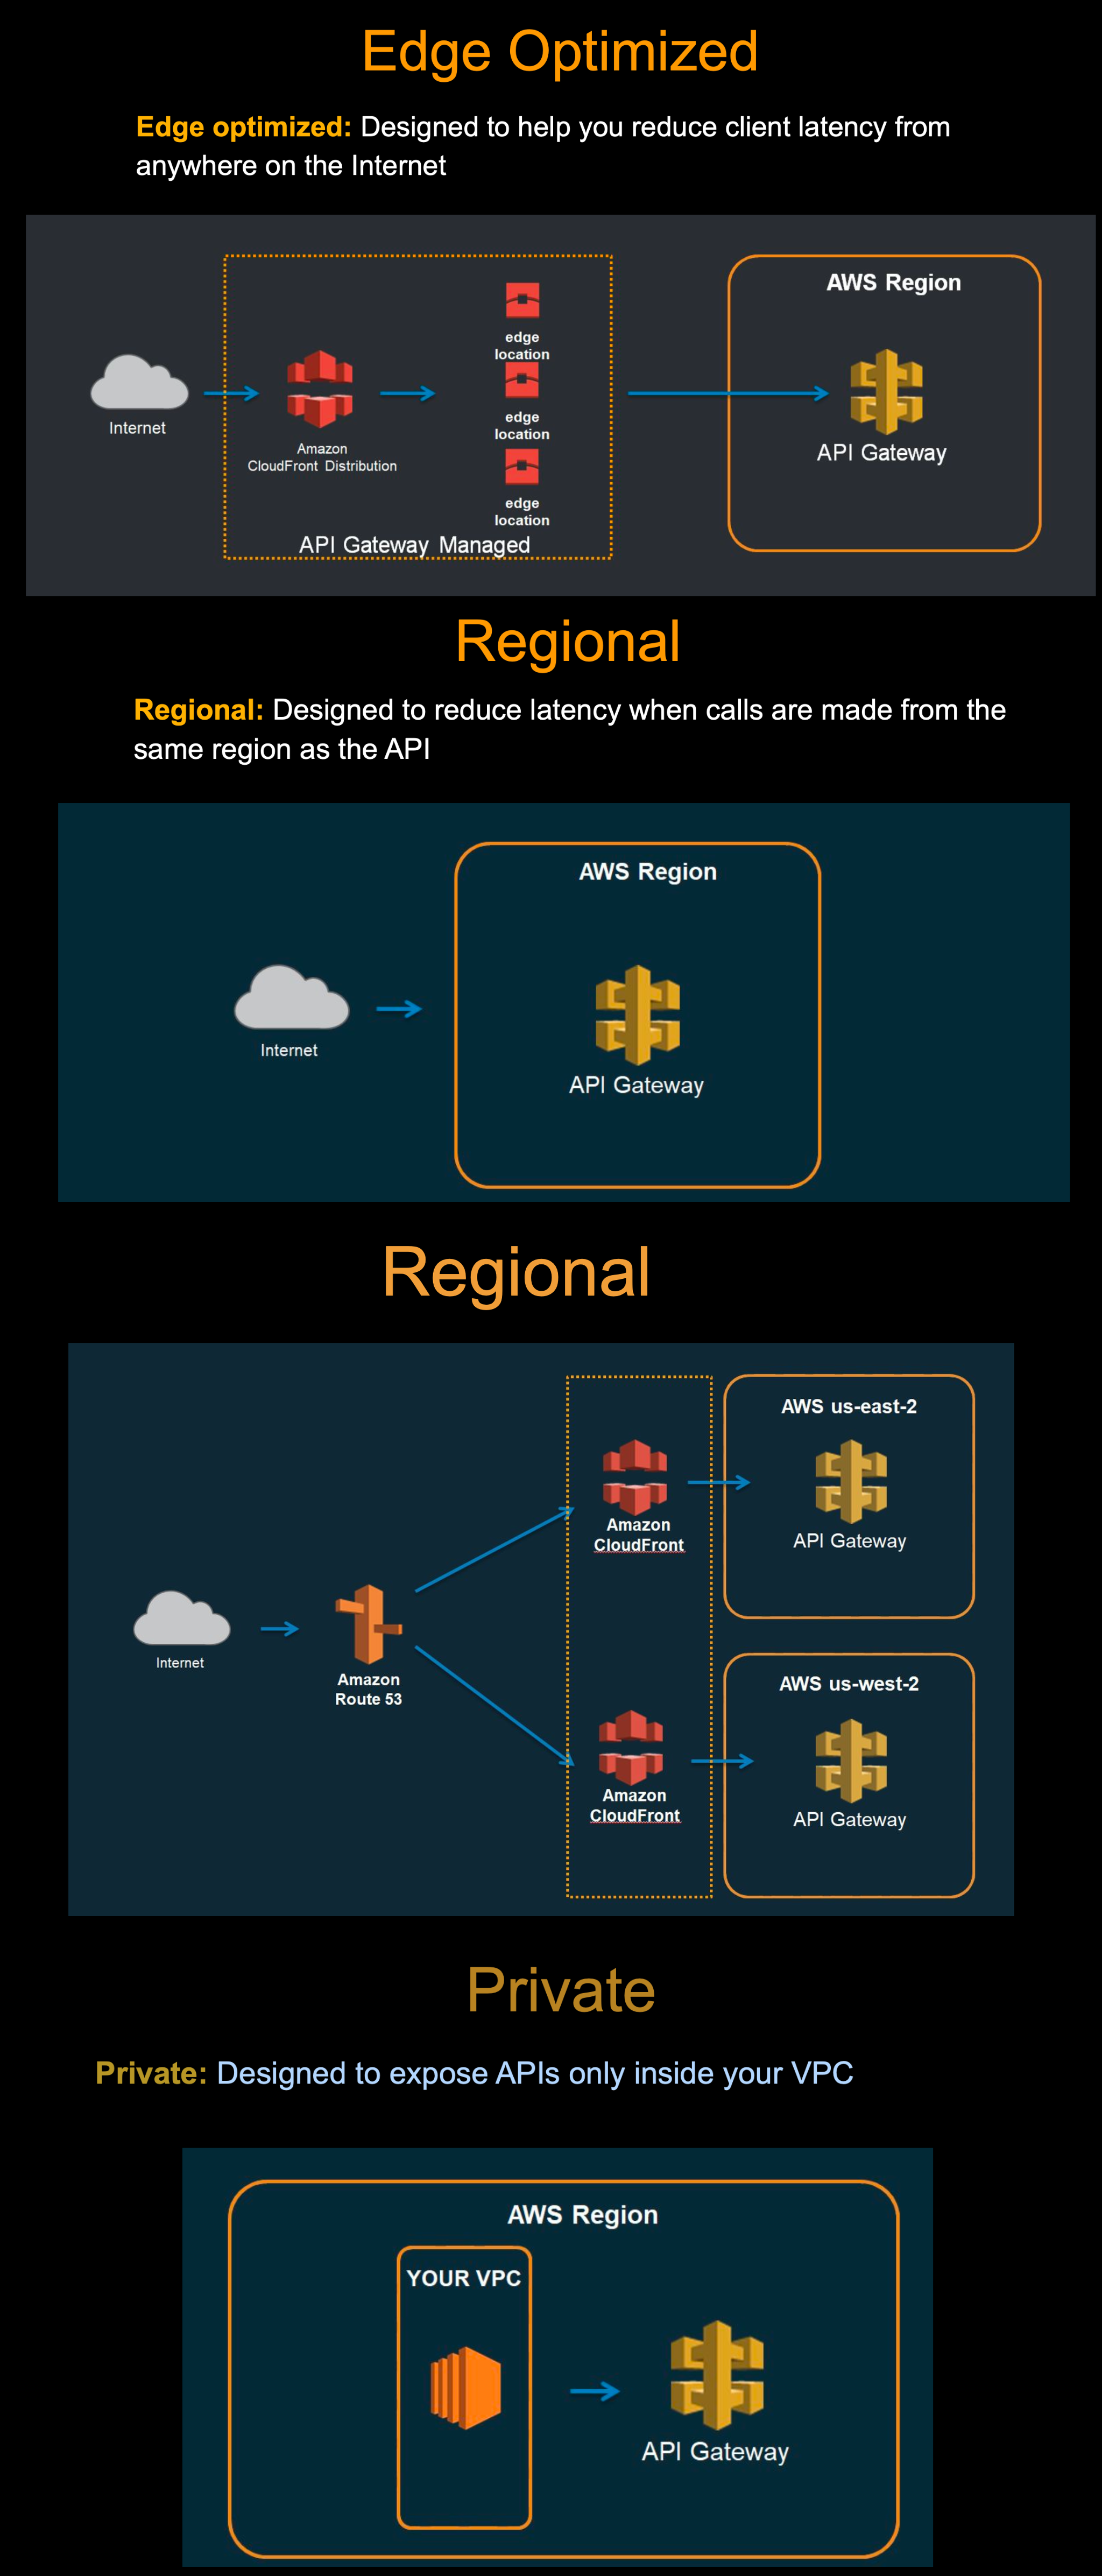 Edge Optimized
Edge optimized: Designed to help you reduce client latency from
anywhere on the Internet
AWS Region
edge
location
edge
location
edge
location
Internet
Amazon
CloudFront Distribution
API Gateway
API Gateway Managed
Regional
Regional: Designed to reduce latency when calls are made from the
same region as the API
AWS Region
Internet
API Gateway
Regional
AWS us-east-2
Amazon
CloudFront
API Gateway
Internet
Amazon
Route 53
AWS us-west-2
Amazon
CloudFront
API Gateway
Private
Private: Designed to expose APIs only inside your VPC
AWS Region
YOUR VPC
API Gateway